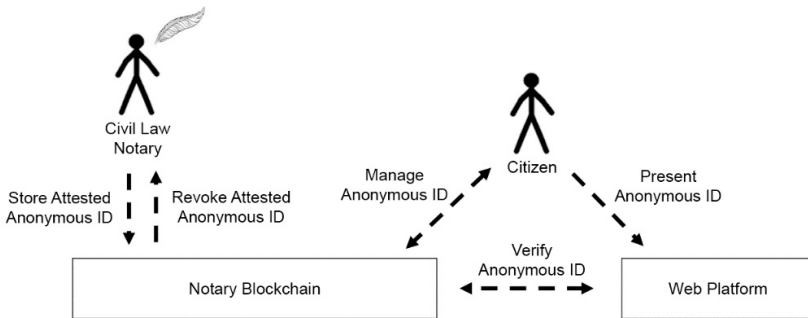 Civil Law
Notary
Citizen
Store Attested
Anonymous ID
Revoke Attested
Anonymous ID
Manage
Anonymous ID
Present
Anonymous ID
Verify
Anonymous ID
Notary Blockchain
Web Platform